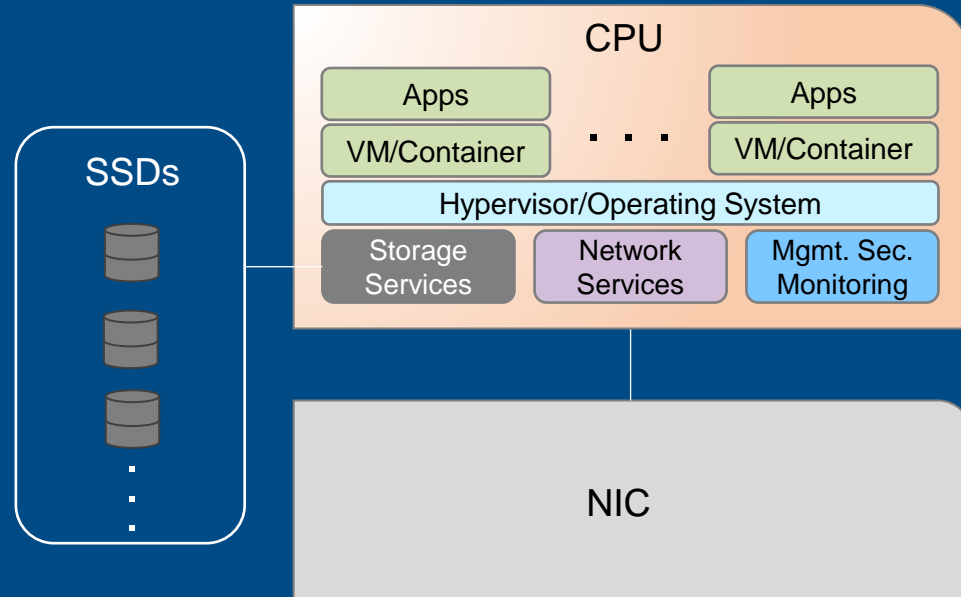 CPU
Apps
Apps
. . .
VM/Container
VM/Container
SSDs
Hypervisor/Operating System
Storage
Services
Network
Services
Mgmt. Sec.
Monitoring
.
.
.
NIC